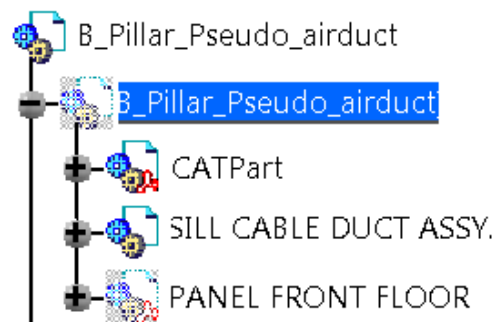 B_Pillar_Pseudo_airduct
B_Pillar_Pseudo_airduct
CATPart
SILL CABLE DUCT ASSY.
PANEL FRONT FLOOR